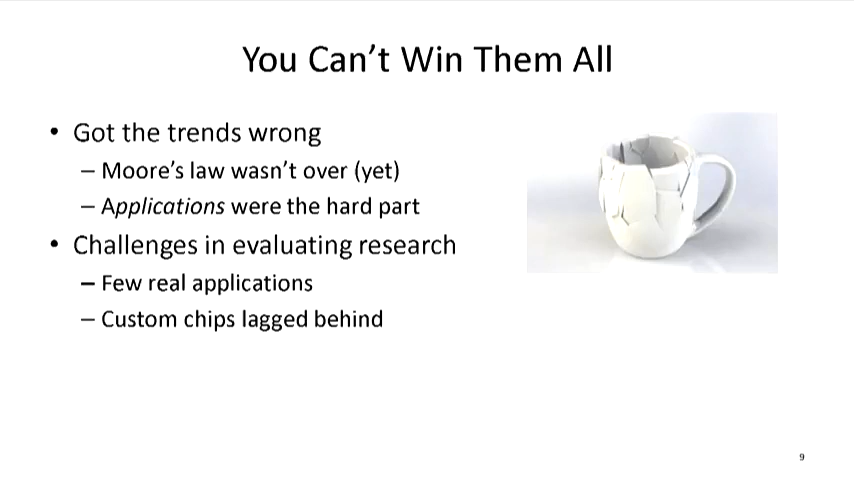 You Can’t Win Them All
• Got the trends wrong
– Moore’s law wasn’t over (yet)
– Applications were the hard part
• Challenges in evaluating research
– Few real applications
– Custom chips lagged behind
9